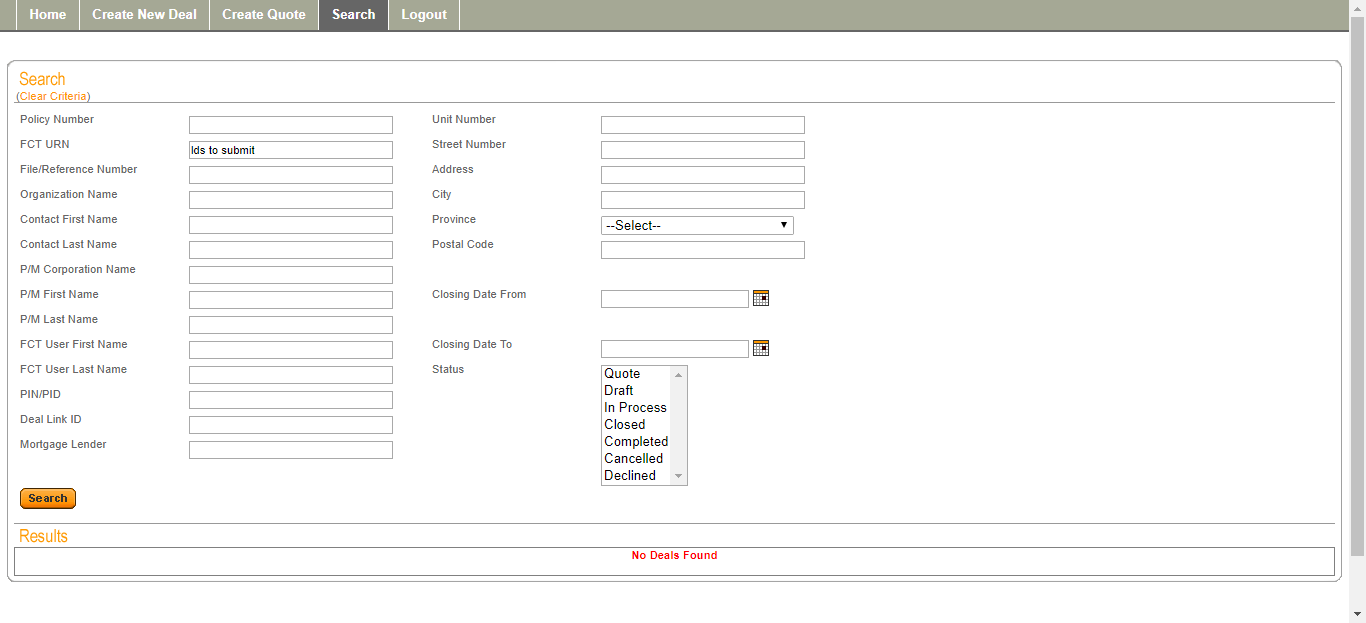 Home Create New Deal Create Quote Search Logout
Search
(Clear Criteria)
Policy Number
FCT URN Ids to submit
File/Reference Number
Organization Name
Contact First Name
Contact Last Name
P/M Corporation Name
P/M First Name
P/M Last Name
FCT User First Name
FCT User Last Name
PIN/PID
Deal Link ID
Mortgage Lender
Unit Number
Street Number
Address
City
Province --Select--
Postal Code
Closing Date From
Closing Date To
Status
Quote
Draft
In Process
Closed
Completed
Cancelled
Declined
Search
Results
No Deals Found